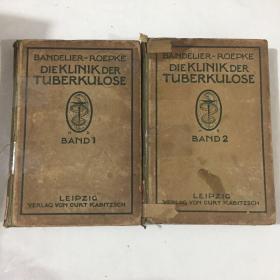 BANDELIER-ROEPKE
DIE KLINIK DER
TUBERKULOSE
BAND 1
LEIPZIG
VERLAG VON CURT KABITZSCH
BANDELIER-ROEPKE
DIE KLINIK DER
TUBERKULOSE
BAND 2
LEIPZIG
VERLAG VON CURT KABITZSCH